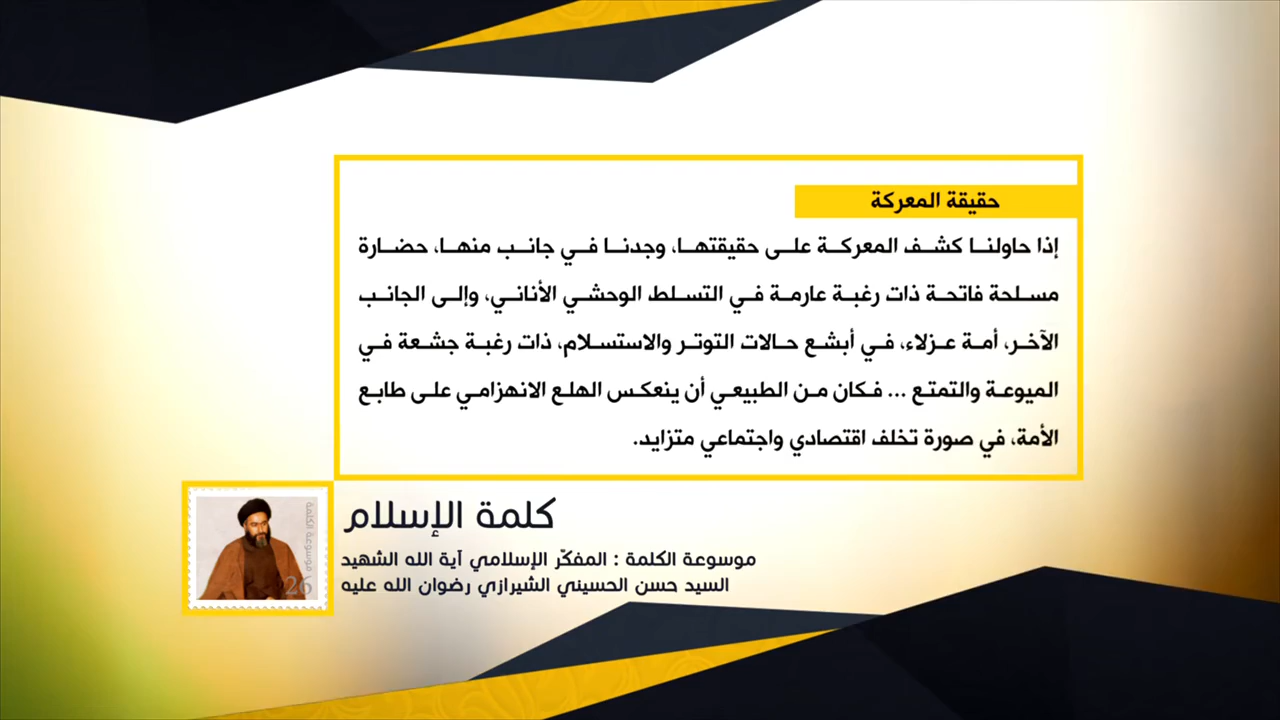 حقيقة المعركة
إذا حاولنا كشف المعركة على حقيقتها، وجدنا في جانب منها، حضارة
مسلحة فاتحة ذات رغبة عارمة في التسلط الوحشي الأناني، وإلى الجانب
الآخر، أمة عزلاء، في أبشع حالات التوتر والاستسلام، ذات رغبة جشعة في
الميوعة والتمتع ... فكان من الطبيعي أن ينعكس الهلع الانهزامي على طابع
الأمة، في صورة تخلف اقتصادي واجتماعي متزايد.
كلمة الإسلام
موسوعة الكلمة : المفكّر الإسلامي آية الله الشهيد
السيد حسن الحسيني الشيرازي رضوان الله عليه
موسوعة الكلمة
26